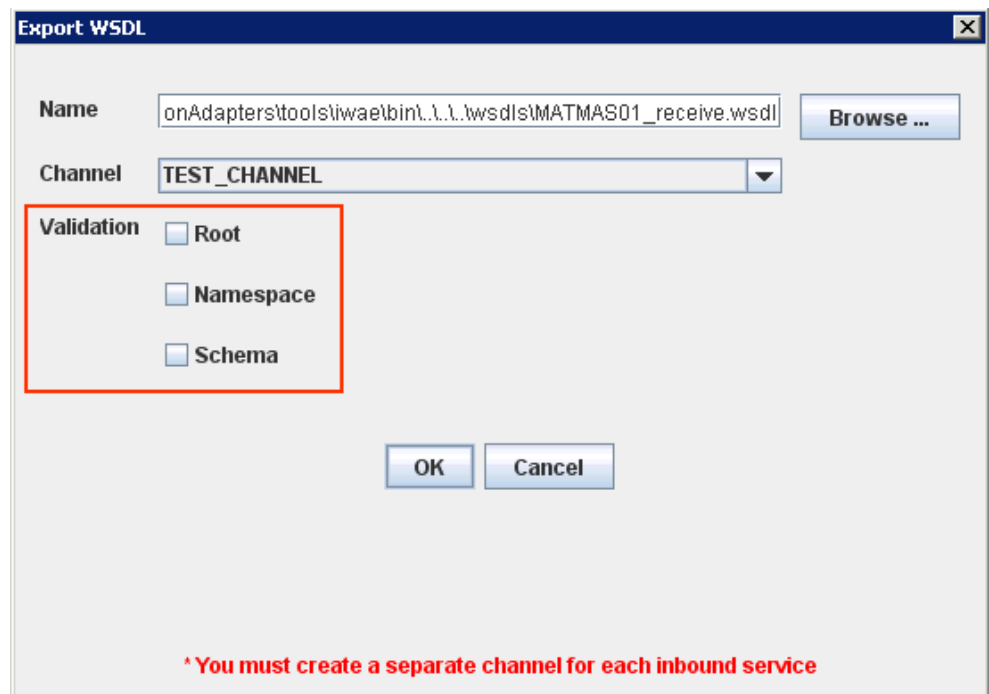 Export WSDL
Name onAdapters\tools\iwae\bin\..\..\..\wsdls\MATMAS01_receive.wsdl Browse ...
Channel TEST_CHANNEL
Validation Root
Namespace
Schema
OK Cancel
* You must create a separate channel for each inbound service